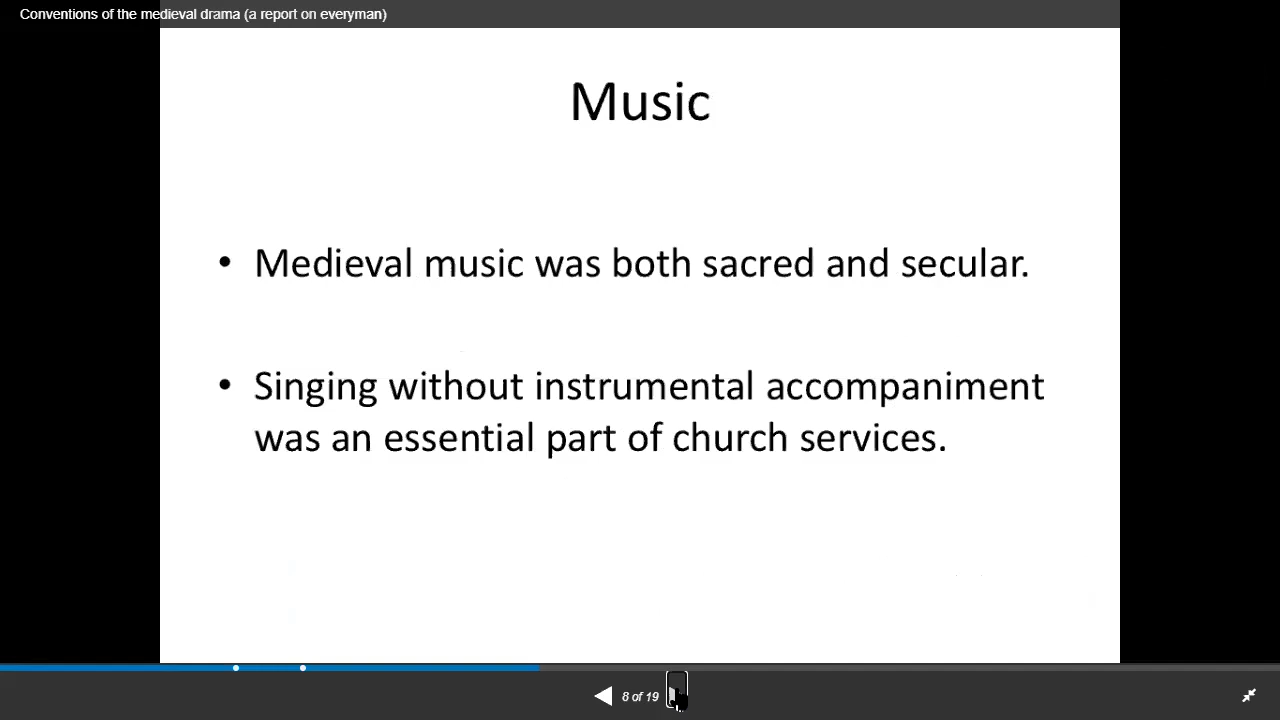 Conventions of the medieval drama (a report on everyman)
Music
• Medieval music was both sacred and secular.
• Singing without instrumental accompaniment
was an essential part of church services.
8 of 19